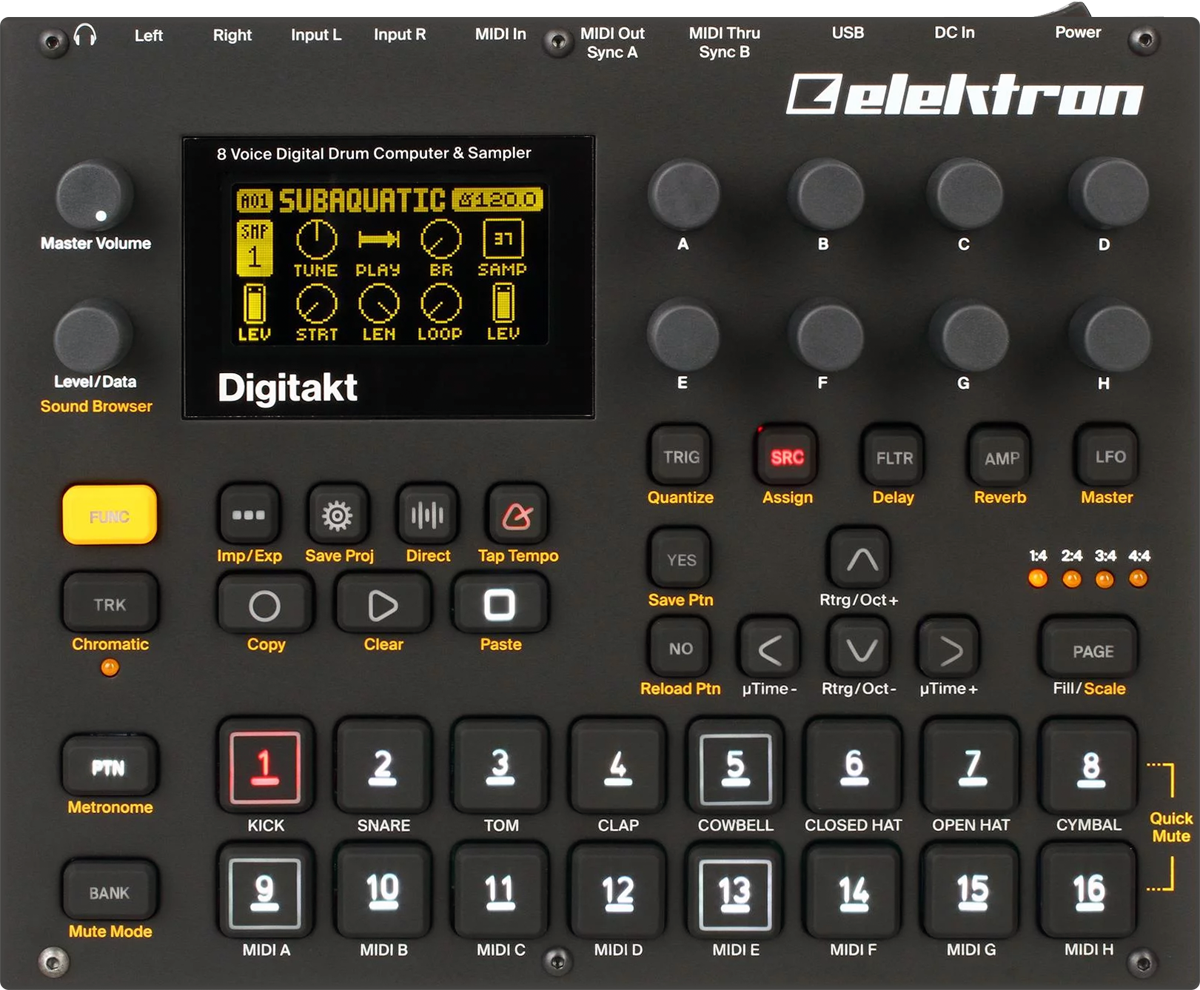 Left Right Input L Input R MIDI In MIDI Out MIDI Thru USB DC In Power
Sync A Sync B
elektron
8 Voice Digital Drum Computer & Sampler
A01 SUBAQUATIC 120.0
SMP
1
37
TUNE PLAY BR SAMP
LEV STRT LEN LOOP LEV
Digitakt
Master Volume
Level/Data
Sound Browser
A B C D
E F G H
TRIG SRC FLTR AMP LFO
Quantize Assign Delay Reverb Master
FUNC
Imp/Exp Save Proj Direct Tap Tempo
YES
Save Ptn
Rtrg/Oct+
1:4 2:4 3:4 4:4
TRK
Chromatic
Copy Clear Paste
NO
Reload Ptn µTime- Rtrg/Oct- µTime+
PAGE
Fill/Scale
PTN
Metronome
1 2 3 4 5 6 7 8
KICK SNARE TOM CLAP COWBELL CLOSED HAT OPEN HAT CYMBAL
Quick
Mute
BANK
Mute Mode
9 10 11 12 13 14 15 16
MIDI A MIDI B MIDI C MIDI D MIDI E MIDI F MIDI G MIDI H